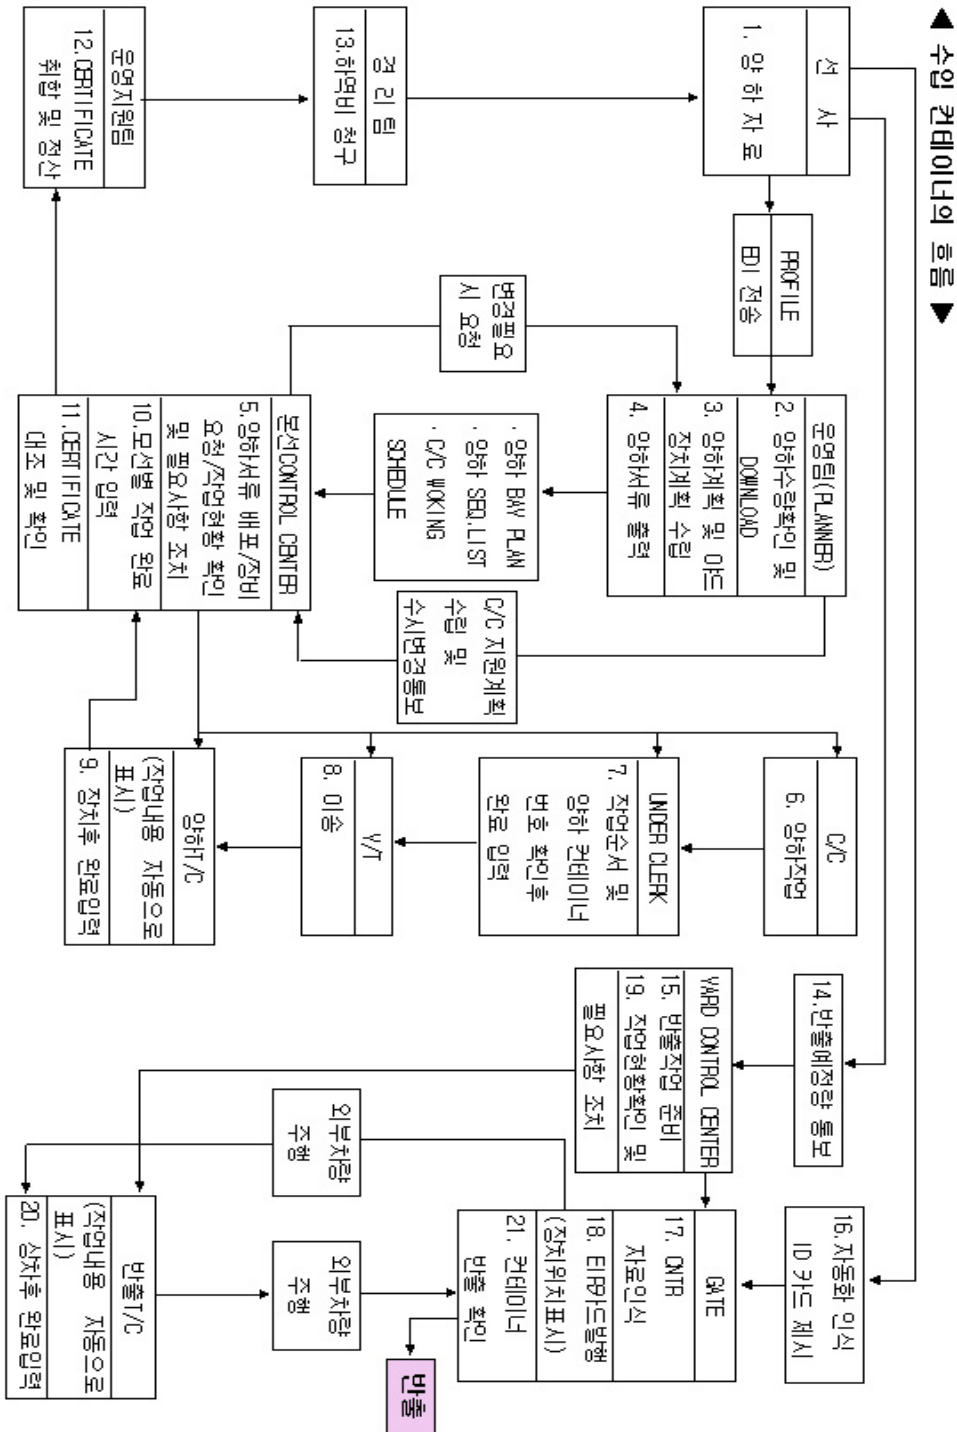 ◀ 수입 컨테이너의 흐름 ▶
선 사
1. 양 하 자 료
PROFILE
EDI 전송
운영팀(PLANNER)
2. 양하수량확인 및
DOWNLOAD
3. 양하계획 및 야드
장치계획 수립
4. 양하서류 출력
C/C
6. 양하작업
14.반출예정량 통보
16.자동화 인식
ID 카드 제시
경 리 팀
13.하역비 청구
변경필요
시 요청
· 양하 BAY PLAN
· 양하 SEQ.LIST
· C/C WOKING
SCHEDULE
C/C 지원계획
수립 및
수시변경통보
UNDER CLERK
7. 작업순서 및
양하 컨테이너
번호 확인후
완료 입력
YARD CONTROL CENTER
15. 반출작업 준비
19. 작업현황확인 및
필요사항 조치
GATE
17. CNTR
자료인식
18. EIR카드발행
(장치위치표시)
21. 컨테이너
반출 확인
반출
운영지원팀
12.CERTIFICATE
취합 및 정산
본선CONTROL CENTER
5.양하서류 배포/장비
요청/작업현황 확인
및 필요사항 조치
10.모선별 작업 완료
시간 입력
11.CERTIFICATE
대조 및 확인
Y/T
8. 이송
양하T/C
(작업내용 자동으로
표시)
9. 장치후 완료입력
외부차량
주행
외부차량
주행
반출T/C
(작업내용 자동으로
표시)
20. 상차후 완료입력